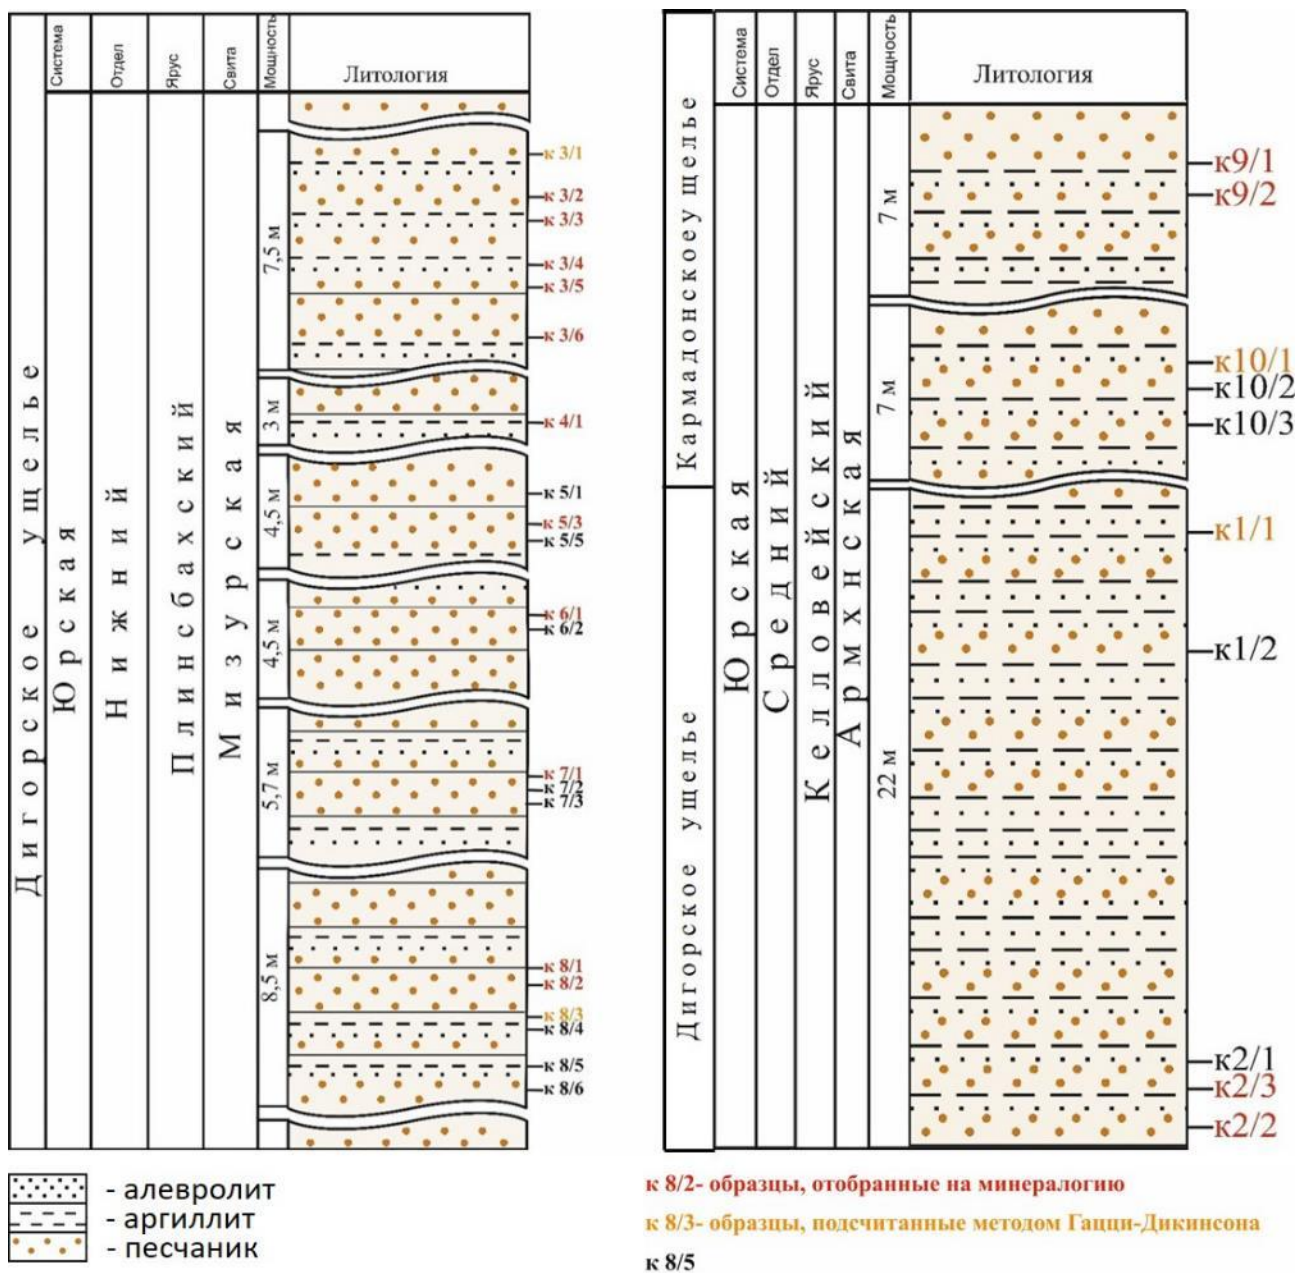 Система
Отдел
Ярус
Свита
Мощность
Литология
Дигорское ущелье
Юрская
Нижний
Плинсбахский
Мизурская
7,5 м
3 м
4,5 м
4,5 м
5,7 м
8,5 м
к 3/1
к 3/2
к 3/3
к 3/4
к 3/5
к 3/6
к 4/1
к 5/1
к 5/3
к 5/5
к 6/1
к 6/2
к 7/1
к 7/2
к 7/3
к 8/1
к 8/2
к 8/3
к 8/4
к 8/5
к 8/6
Система
Отдел
Ярус
Свита
Мощность
Литология
Кармадонскоеущелье
Дигорское ущелье
Юрская
Средний
Келловейский
Армхнская
7 м
7 м
22 м
к9/1
к9/2
к10/1
к10/2
к10/3
к1/1
к1/2
к2/1
к2/3
к2/2
- алевролит
- аргиллит
- песчаник
к 8/2- образцы, отобранные на минералогию
к 8/3- образцы, подсчитанные методом Гацци-Дикинсона
к 8/5